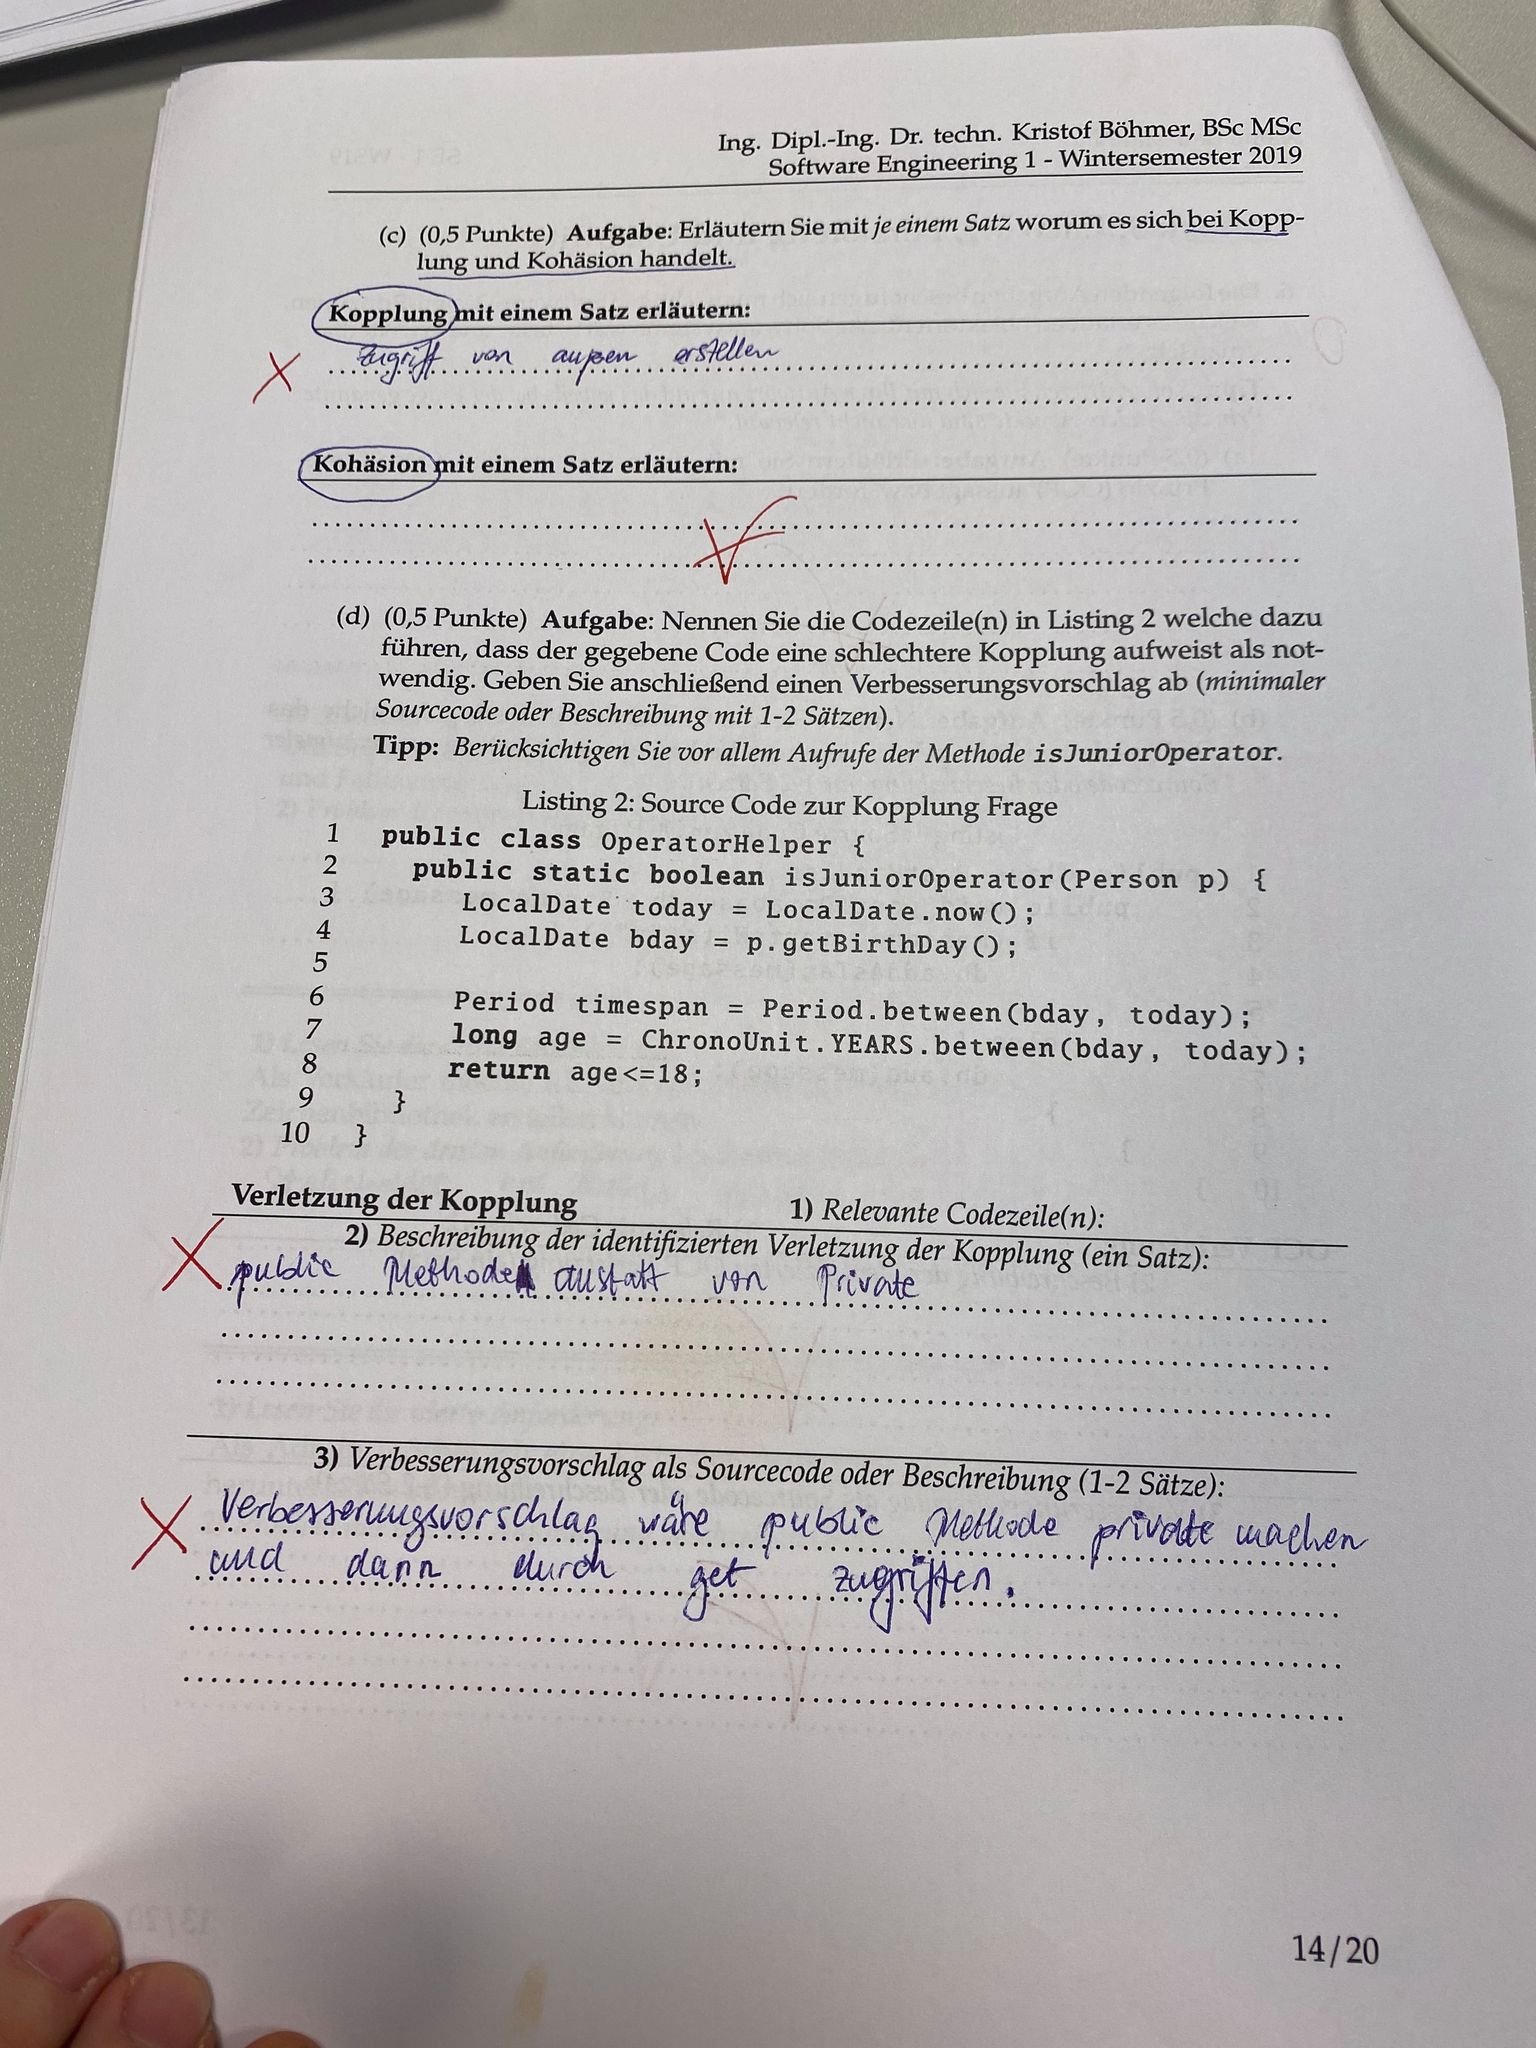 Ing. Dipl.-Ing. Dr. techn. Kristof Böhmer, BSc MSc
Software Engineering 1 - Wintersemester 2019
(c) (0,5 Punkte) Aufgabe: Erläutern Sie mit je einem Satz worum es sich bei Kopp-
lung und Kohäsion handelt.
Kopplung mit einem Satz erläutern:
Zugriff von außen erstellen
Kohäsion mit einem Satz erläutern:
(d) (0,5 Punkte) Aufgabe: Nennen Sie die Codezeile(n) in Listing 2 welche dazu
führen, dass der gegebene Code eine schlechtere Kopplung aufweist als not-
wendig. Geben Sie anschließend einen Verbesserungsvorschlag ab (minimaler
Sourcecode oder Beschreibung mit 1-2 Sätzen).
Tipp: Berücksichtigen Sie vor allem Aufrufe der Methode isJuniorOperator.
Listing 2: Source Code zur Kopplung Frage
1 public class OperatorHelper {
2 public static boolean isJuniorOperator(Person p) {
3 LocalDate today = LocalDate.now();
4 LocalDate bday = p.getBirthDay();
5
6 Period timespan = Period.between(bday, today);
7 long age = ChronoUnit.YEARS.between(bday, today);
8 return age<=18;
9 }
10 }
Verletzung der Kopplung 1) Relevante Codezeile(n):
2) Beschreibung der identifizierten Verletzung der Kopplung (ein Satz):
public Methode anstatt von Private
3) Verbesserungsvorschlag als Sourcecode oder Beschreibung (1-2 Sätze):
Verbesserungsvorschlag wäre public Methode private machen
und dann durch get zugriffen.
14/20